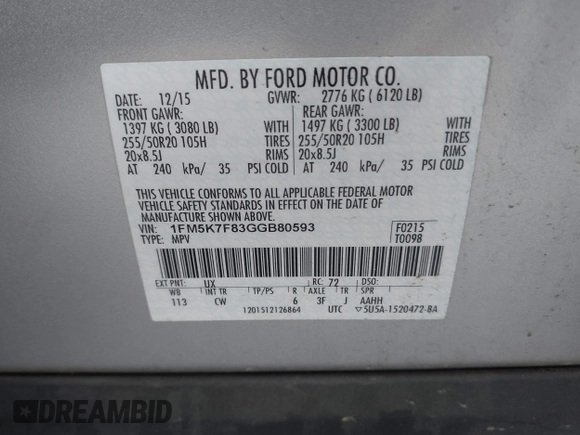 MFD. BY FORD MOTOR CO.
DATE: 12/15 GVWR: 2776 KG ( 6120 LB)
FRONT GAWR: REAR GAWR:
1397 KG ( 3080 LB) WITH 1497 KG ( 3300 LB) WITH
255/50R20 105H TIRES 255/50R20 105H TIRES
20x8.5J RIMS 20x8.5J RIMS
AT 240 kPa/ 35 PSI COLD AT 240 kPa/ 35 PSI COLD
THIS VEHICLE CONFORMS TO ALL APPLICABLE FEDERAL MOTOR
VEHICLE SAFETY STANDARDS IN EFFECT ON THE DATE OF
MANUFACTURE SHOWN ABOVE.
VIN: 1FM5K7F83GGB80593 F0215
TYPE: MPV T0098
EXT PNT: UX RC: 72 DSO:
WB INT TR TP/PS R AXLE TR SPR
113 CW 6 3F J AAHH
1201512126864 UTC ▽5U5A-1520472-BA
DREAMBID